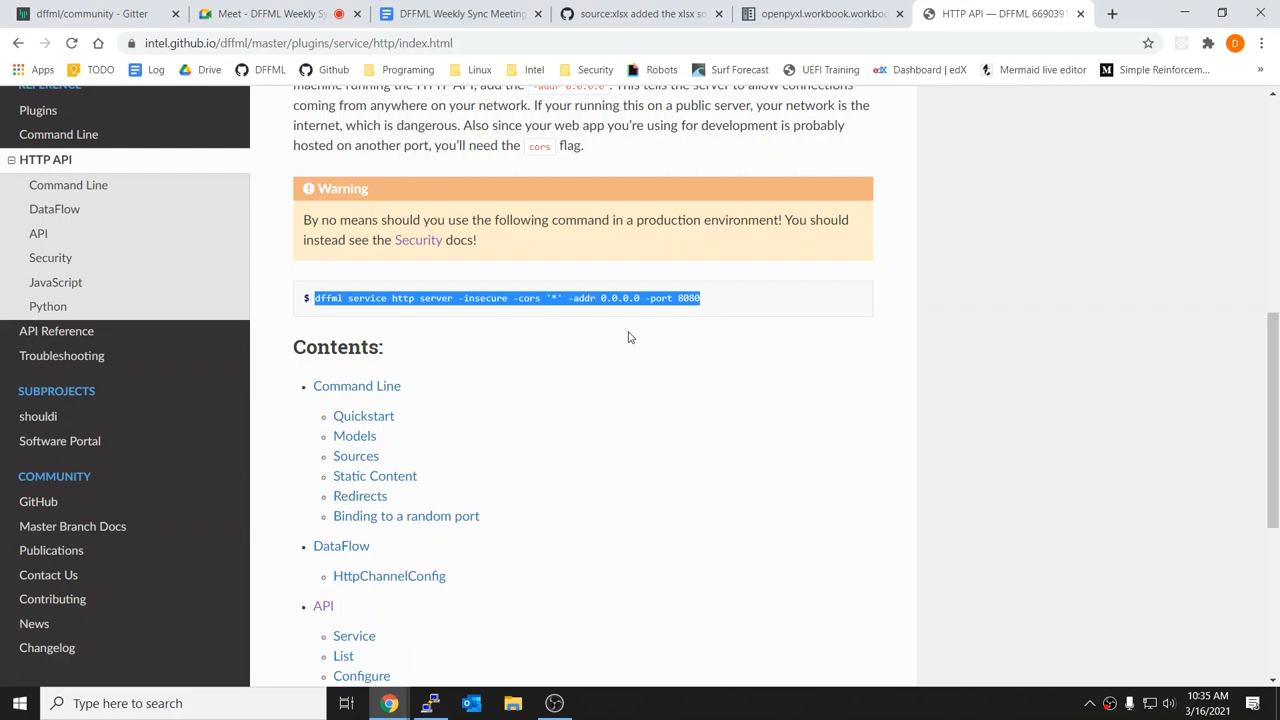 dffml/community - Gitter
Meet - DFFML Weekly Sy
DFFML Weekly Sync Meeting
source:xlsx added the xlsx so
openpyxl.workbook.workboo
HTTP API — DFFML 6690391
intel.github.io/dffml/master/plugins/service/http/index.html
D
Apps
TODO
Log
Drive
DFFML
Github
Programing
Linux
Intel
Security
Robots
Surf Forecast
UEFI Training
edX
Dashboard | edX
Mermaid live editor
Simple Reinforcem...
»
REFERENCE
Plugins
Command Line
HTTP API
Command Line
DataFlow
API
Security
JavaScript
Python
API Reference
Troubleshooting
SUBPROJECTS
shouldi
Software Portal
COMMUNITY
GitHub
Master Branch Docs
Publications
Contact Us
Contributing
News
Changelog
machine running the HTTP API, add the -addr 0.0.0.0 . This tells the server to allow connections
coming from anywhere on your network. If your running this on a public server, your network is the
internet, which is dangerous. Also since your web app you're using for development is probably
hosted on another port, you'll need the cors flag.
Warning
By no means should you use the following command in a production environment! You should
instead see the Security docs!
$ dffml service http server -insecure -cors '*' -addr 0.0.0.0 -port 8080
Contents:
Command Line
Quickstart
Models
Sources
Static Content
Redirects
Binding to a random port
DataFlow
HttpChannelConfig
API
Service
List
Configure
Type here to search
10:35 AM
3/16/2021